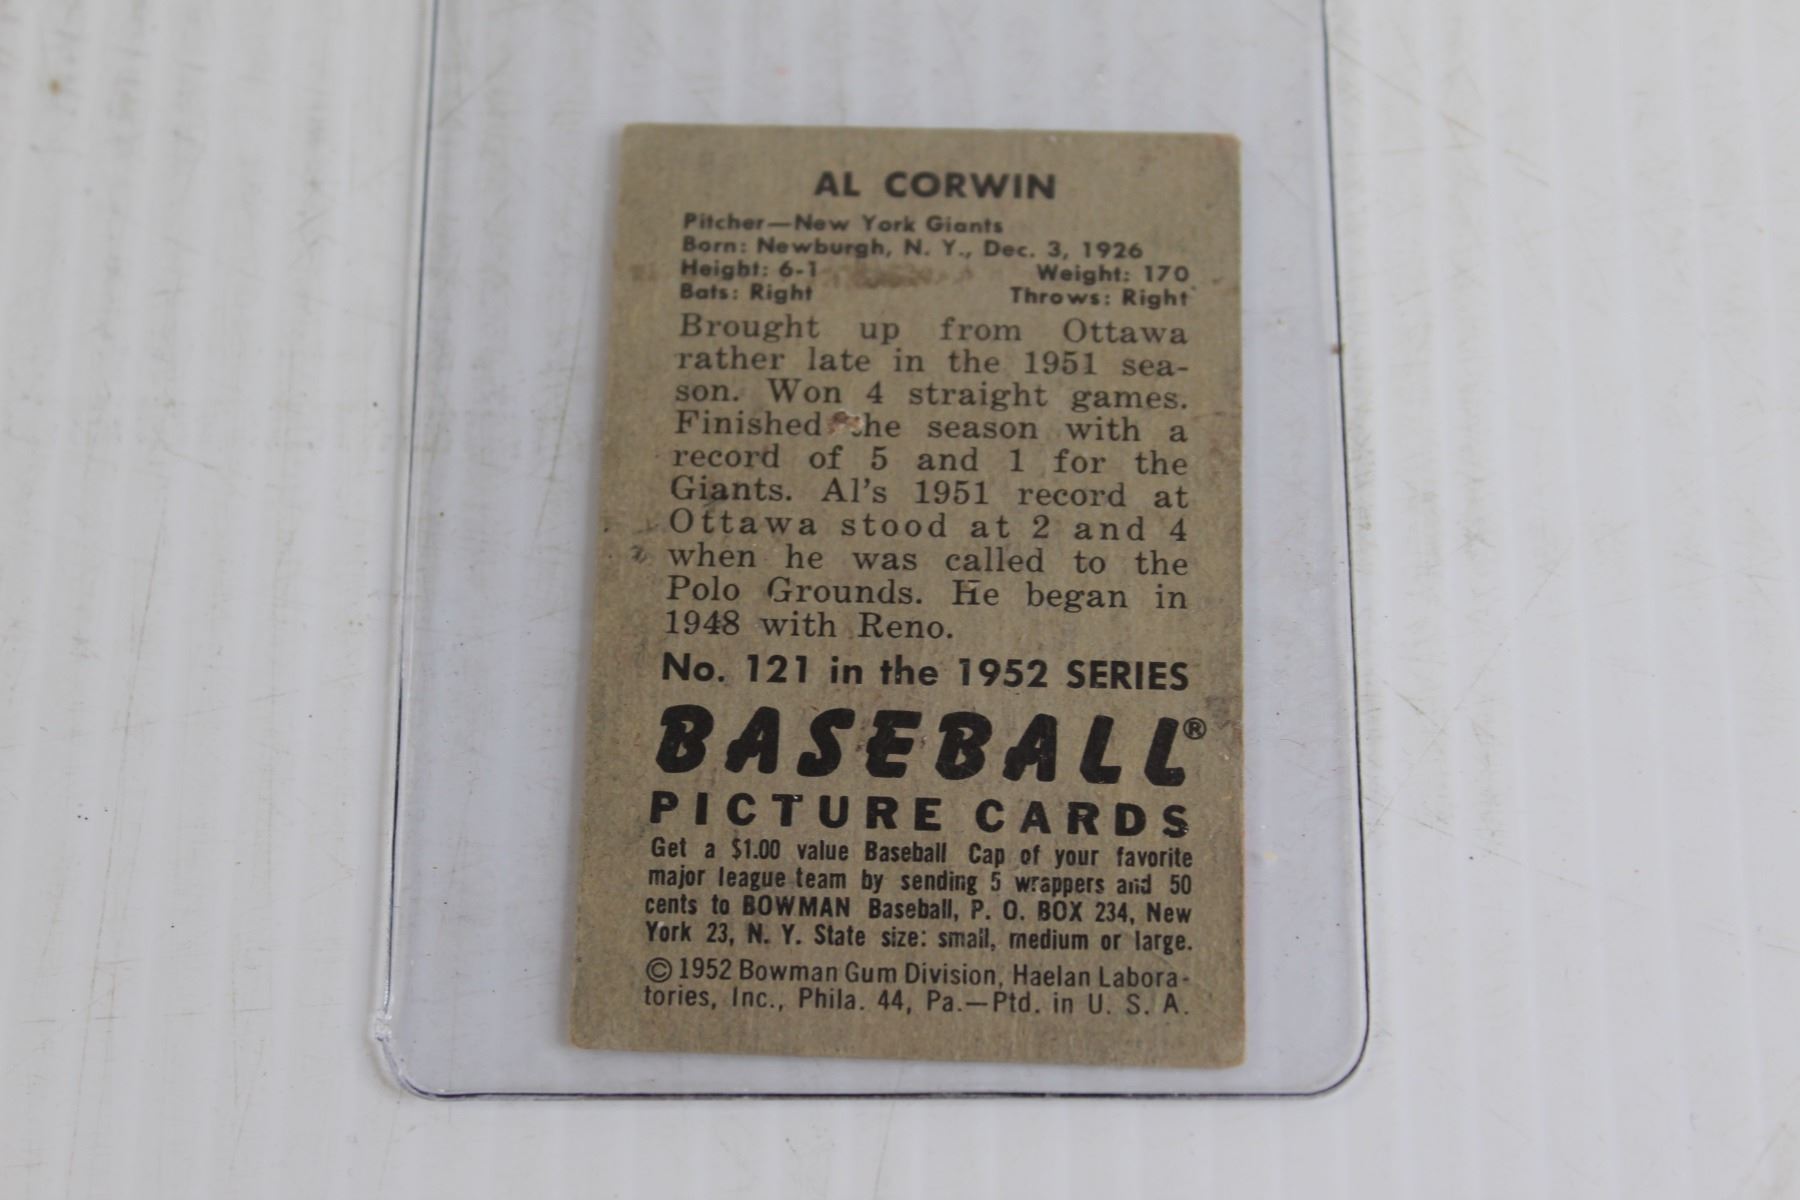 AL CORWIN
Pitcher—New York Giants
Born: Newburgh, N. Y., Dec. 3, 1926
Height: 6-1 Weight: 170
Bats: Right Throws: Right
Brought up from Ottawa
rather late in the 1951 sea-
son. Won 4 straight games.
Finished the season with a
record of 5 and 1 for the
Giants. Al's 1951 record at
Ottawa stood at 2 and 4
when he was called to the
Polo Grounds. He began in
1948 with Reno.
No. 121 in the 1952 SERIES
BASEBALL®
PICTURE CARDS
Get a $1.00 value Baseball Cap of your favorite
major league team by sending 5 wrappers and 50
cents to BOWMAN Baseball, P. O. BOX 234, New
York 23, N. Y. State size: small, medium or large.
© 1952 Bowman Gum Division, Haelan Labora-
tories, Inc., Phila. 44, Pa.—Ptd. in U. S. A.